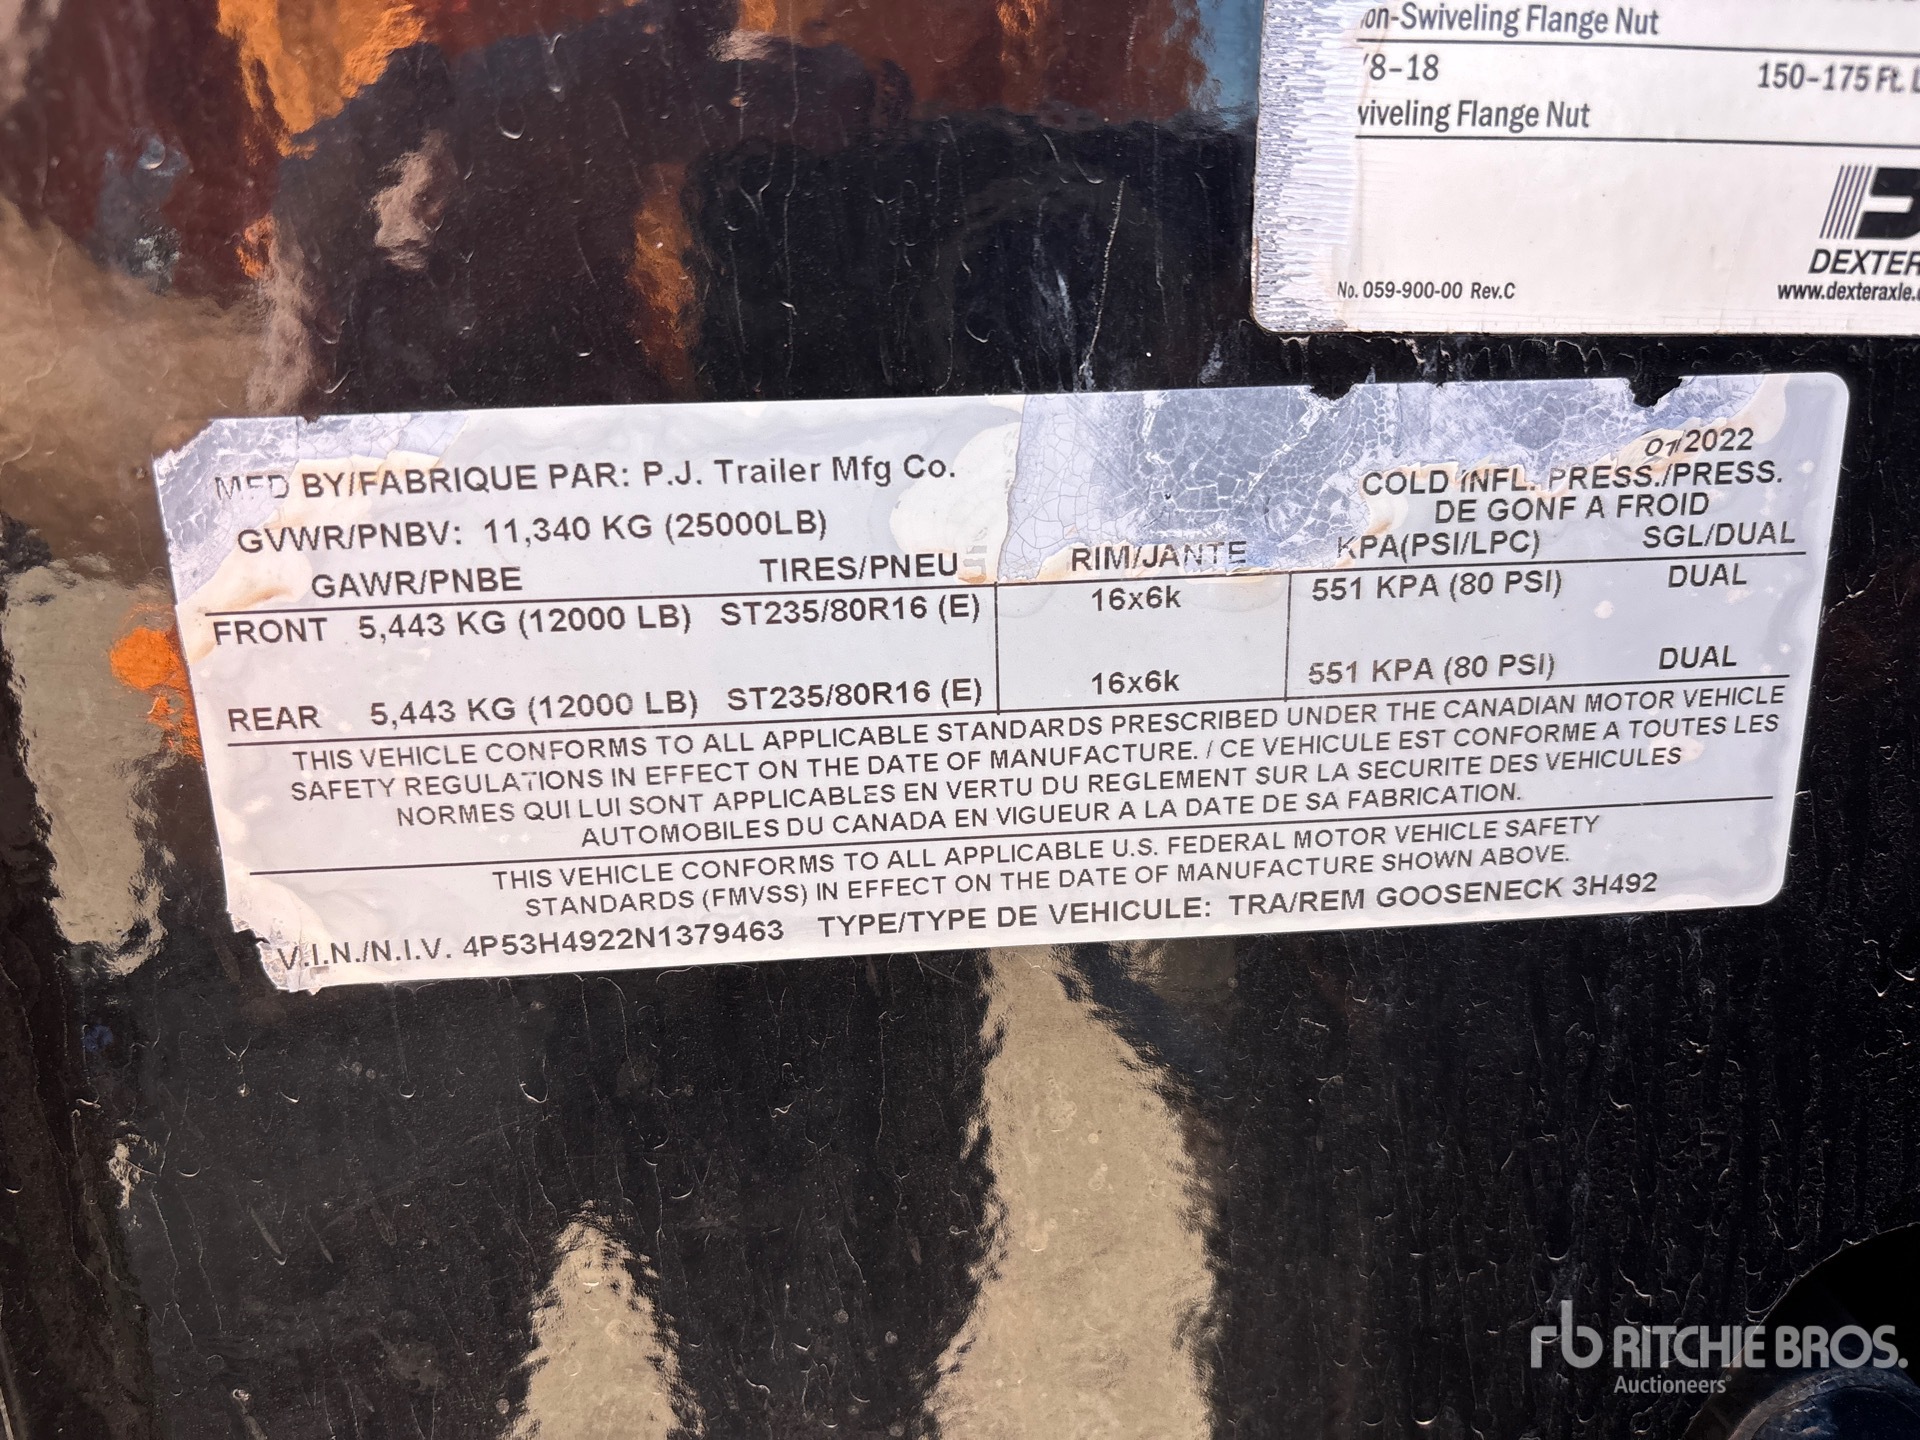 on-Swiveling Flange Nut
/8-18 150-175 Ft.
viveling Flange Nut
DEXTER
No. 059-900-00 Rev.C www.dexteraxle.
07/2022
MFD BY/FABRIQUE PAR: P.J. Trailer Mfg Co. COLD INFL. PRESS./PRESS.
DE GONF A FROID
GVWR/PNBV: 11,340 KG (25000LB)
GAWR/PNBE TIRES/PNEU RIM/JANTE KPA(PSI/LPC) SGL/DUAL
FRONT 5,443 KG (12000 LB) ST235/80R16 (E) 16x6k 551 KPA (80 PSI) DUAL
REAR 5,443 KG (12000 LB) ST235/80R16 (E) 16x6k 551 KPA (80 PSI) DUAL
THIS VEHICLE CONFORMS TO ALL APPLICABLE STANDARDS PRESCRIBED UNDER THE CANADIAN MOTOR VEHICLE
SAFETY REGULATIONS IN EFFECT ON THE DATE OF MANUFACTURE. / CE VEHICULE EST CONFORME A TOUTES LES
NORMES QUI LUI SONT APPLICABLES EN VERTU DU REGLEMENT SUR LA SECURITE DES VEHICULES
AUTOMOBILES DU CANADA EN VIGUEUR A LA DATE DE SA FABRICATION.
THIS VEHICLE CONFORMS TO ALL APPLICABLE U.S. FEDERAL MOTOR VEHICLE SAFETY
STANDARDS (FMVSS) IN EFFECT ON THE DATE OF MANUFACTURE SHOWN ABOVE.
V.I.N./N.I.V. 4P53H4922N1379463 TYPE/TYPE DE VEHICULE: TRA/REM GOOSENECK 3H492
rb RITCHIE BROS.
Auctioneers